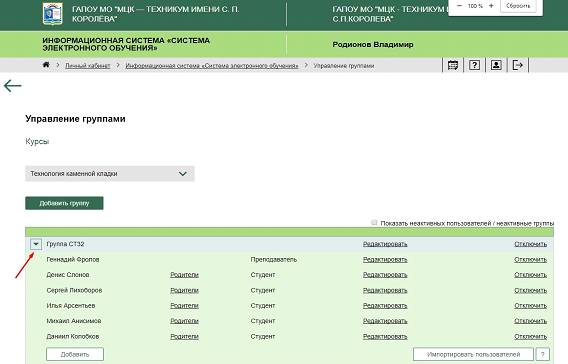 ГАПОУ МО "МЦК — ТЕХНИКУМ ИМЕНИ С. П.
КОРОЛЁВА"
ГАПОУ МО "МЦК - ТЕХНИКУМ И
С.П.КОРОЛЕВА"
− 100 % + Сбросить
ИНФОРМАЦИОННАЯ СИСТЕМА «СИСТЕМА
ЭЛЕКТРОННОГО ОБУЧЕНИЯ»
Родионов Владимир
> Личный кабинет > Информационная система «Система электронного обучения» > Управление группами
?
Управление группами
Курсы
Технология каменной кладки
Добавить группу
Показать неактивных пользователей / неактивные группы
Группа СТ32 Редактировать Отключить
Геннадий Фролов Преподаватель Редактировать Отключить
Денис Слонов Родители Студент Редактировать Отключить
Сергей Пихоборов Родители Студент Редактировать Отключить
Илья Арсентьев Родители Студент Редактировать Отключить
Михаил Анисимов Родители Студент Редактировать Отключить
Даниил Колобков Родители Студент Редактировать Отключить
Добавить Импортировать пользователей ?